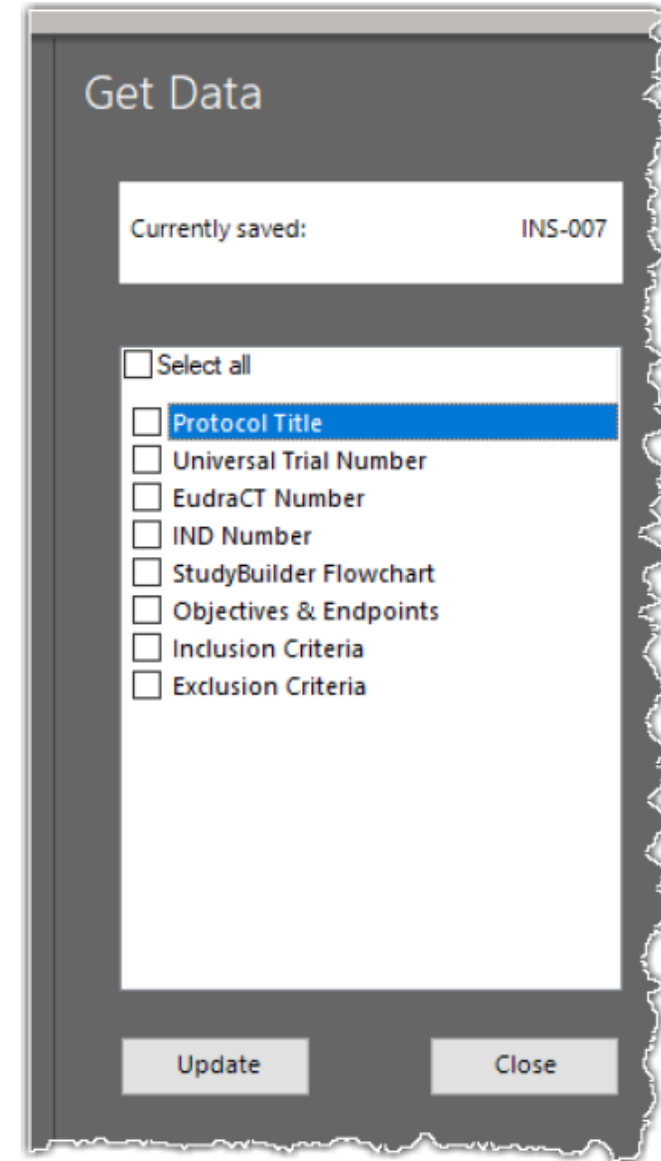 Get Data
Currently saved: INS-007
Select all
Protocol Title
Universal Trial Number
EudraCT Number
IND Number
StudyBuilder Flowchart
Objectives & Endpoints
Inclusion Criteria
Exclusion Criteria
Update Close